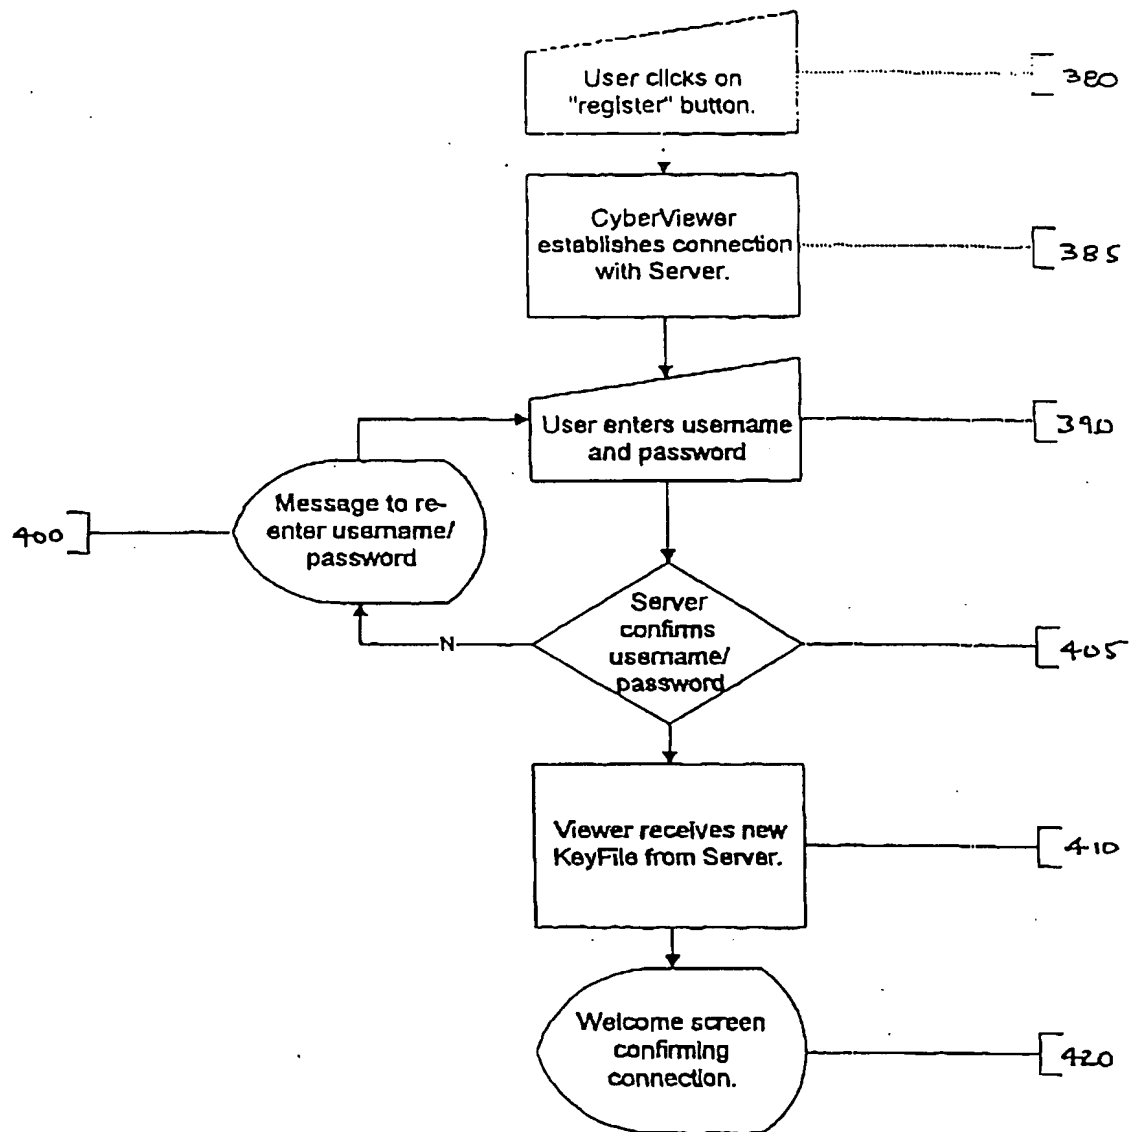 User clicks on
"register" button.
380
CyberViewer
establishes connection
with Server.
385
User enters username
and password
390
Message to re-
enter username/
password
400
Server
confirms
username/
password
405
N
Viewer receives new
KeyFile from Server.
410
Welcome screen
confirming
connection.
420